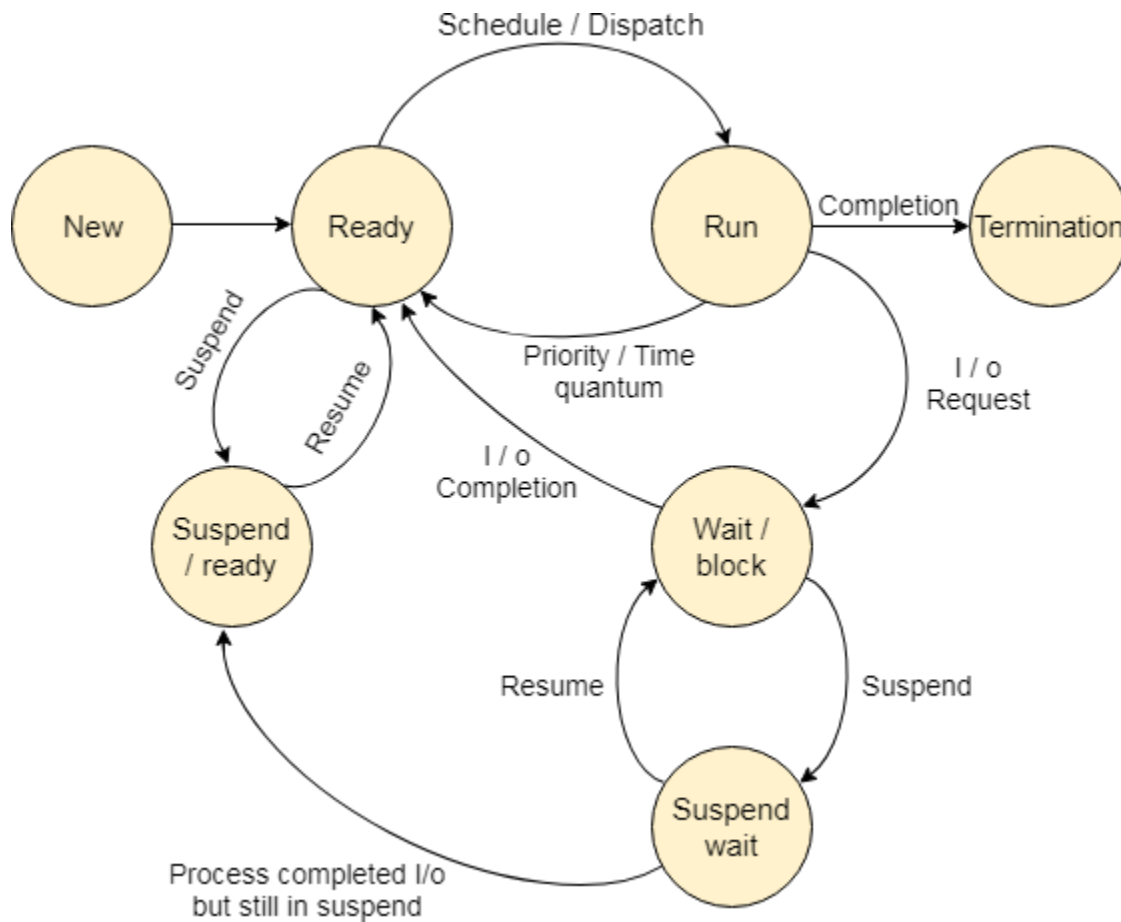 Schedule / Dispatch
New
Ready
Run
Completion
Termination
Suspend
Resume
Priority / Time
quantum
I / o
Request
I / o
Completion
Suspend
/ ready
Wait /
block
Resume
Suspend
Suspend
wait
Process completed I/o
but still in suspend